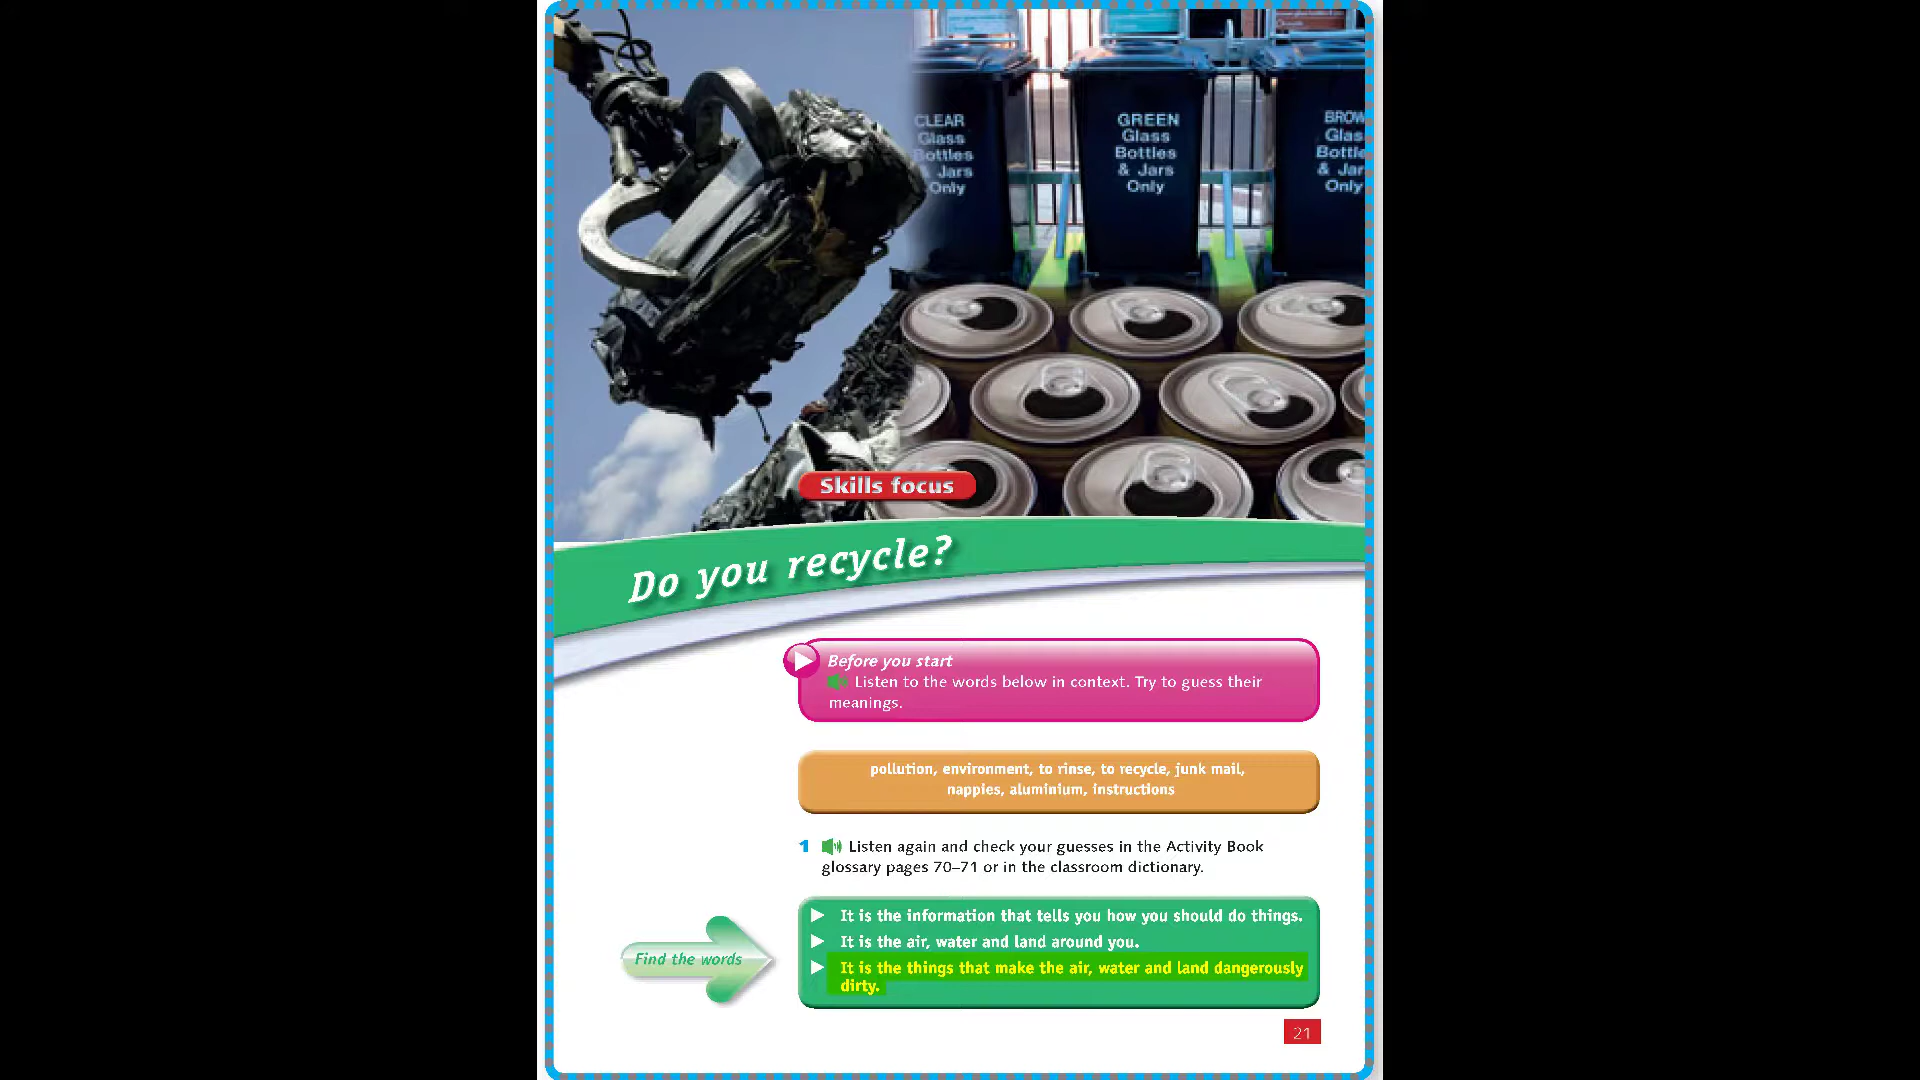 CLEAR
Glass
Bottles
& Jars
Only
GREEN
Glass
Bottles
& Jars
Only
Only
Skills focus
Do you recycle?
Before you start
Listen to the words below in context. Try to guess their
meanings.
pollution, environment, to rinse, to recycle, junk mail,
nappies, aluminium, instructions
1 Listen again and check your guesses in the Activity Book
glossary pages 70–71 or in the classroom dictionary.
Find the words
It is the information that tells you how you should do things.
It is the air, water and land around you.
It is the things that make the air, water and land dangerously
dirty.
21